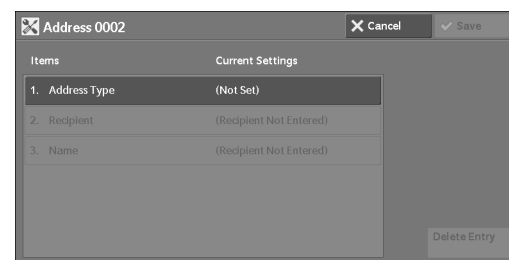 Address 0002
Cancel
Save
Items Current Settings
1. Address Type (Not Set)
2. Recipient (Recipient Not Entered)
3. Name (Recipient Not Entered)
Delete Entry